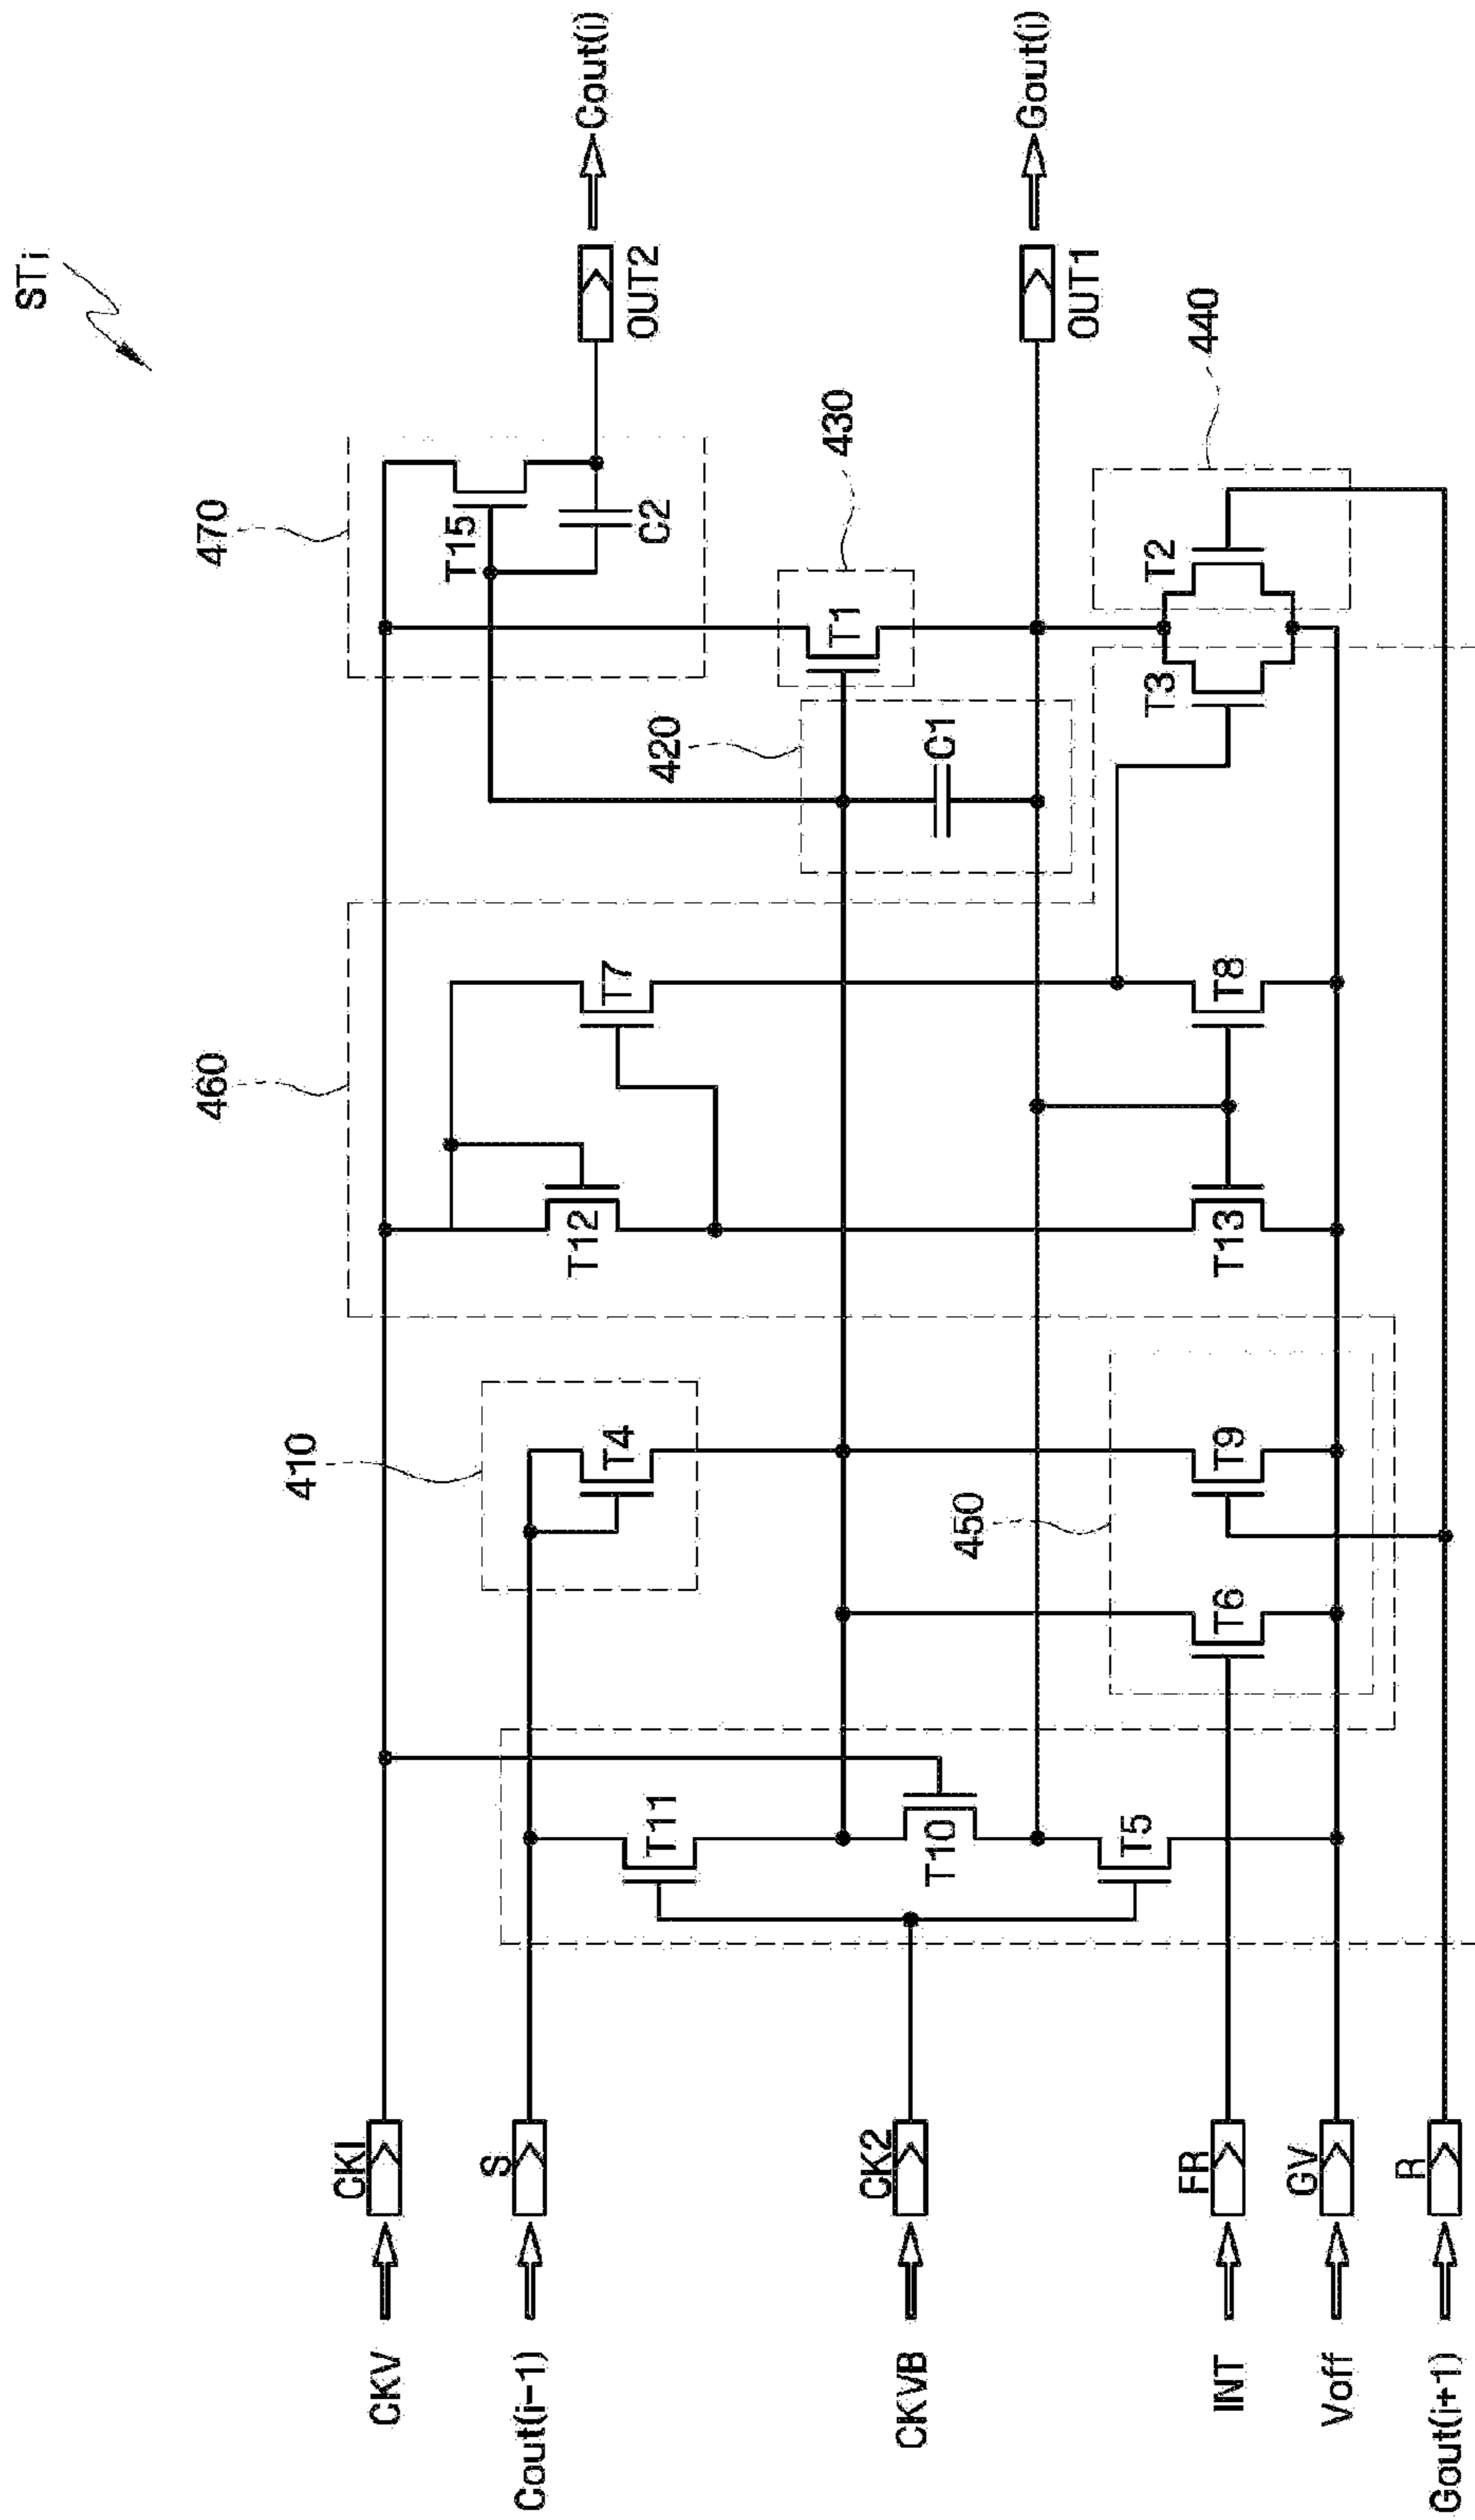 STi
470
T15
C2
OUT2
Cout(i)
430
T1
420
C1
OUT1
Gout(i)
440
T2
T3
460
T7
T12
T8
T13
410
T4
450
T9
T6
T11
T10
T5
CKV
CK1
Cout(i-1)
S
CKVB
CK2
INT
FR
Voff
GV
Gout(i+1)
R